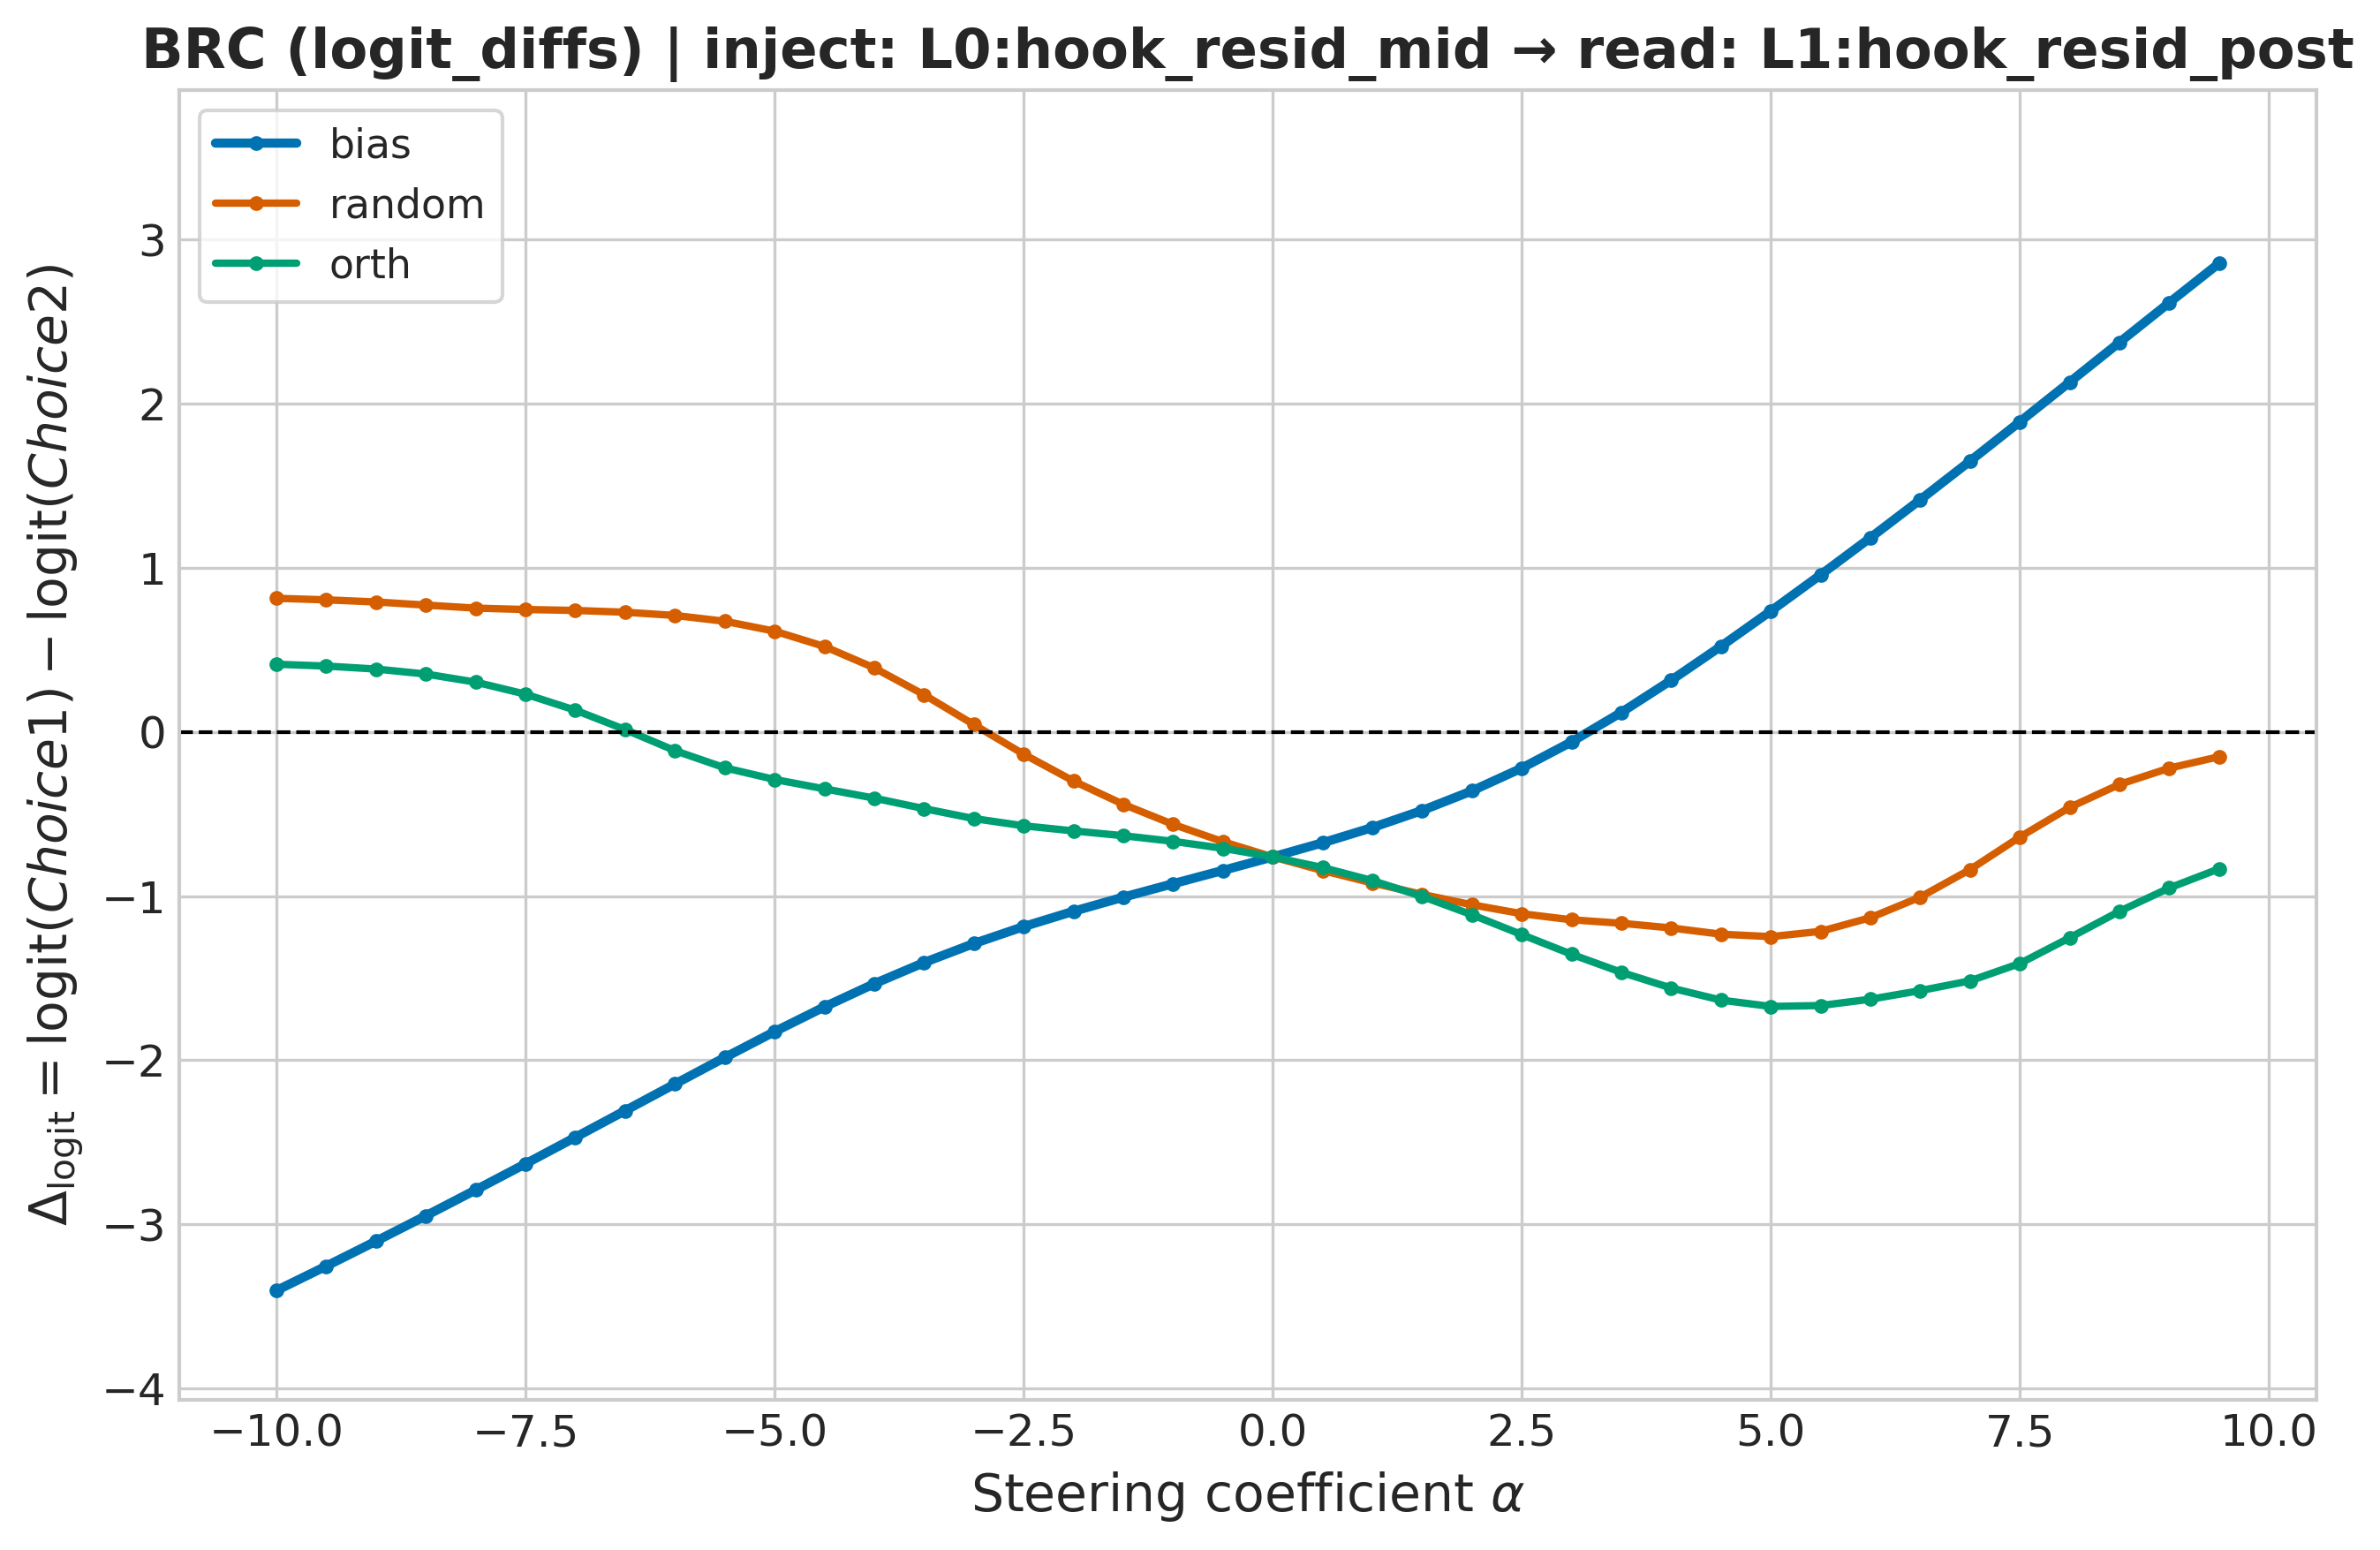 BRC (logit_diffs) | inject: L0:hook_resid_mid → read: L1:hook_resid_post
bias
random
orth
Δlogit = logit(Choice1) − logit(Choice2)
3
2
1
0
−1
−2
−3
−4
−10.0 −7.5 −5.0 −2.5 0.0 2.5 5.0 7.5 10.0
Steering coefficient α